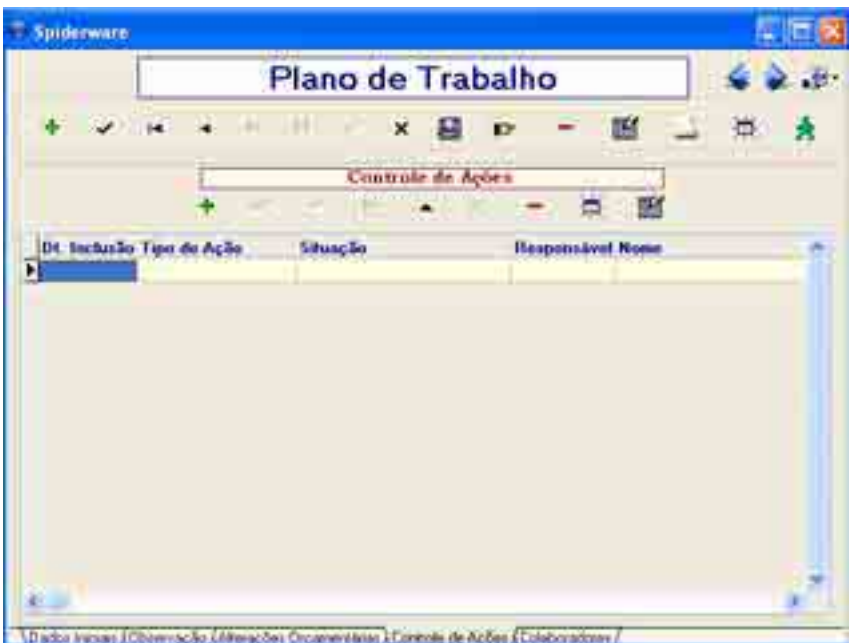 Spiderware
Plano de Trabalho
Controle de Ações
Dt. Inclusão Tipo de Ação Situação Responsável Nome
Dados Iniciais Observação Alterações Orçamentárias Controle de Ações Colaboradores